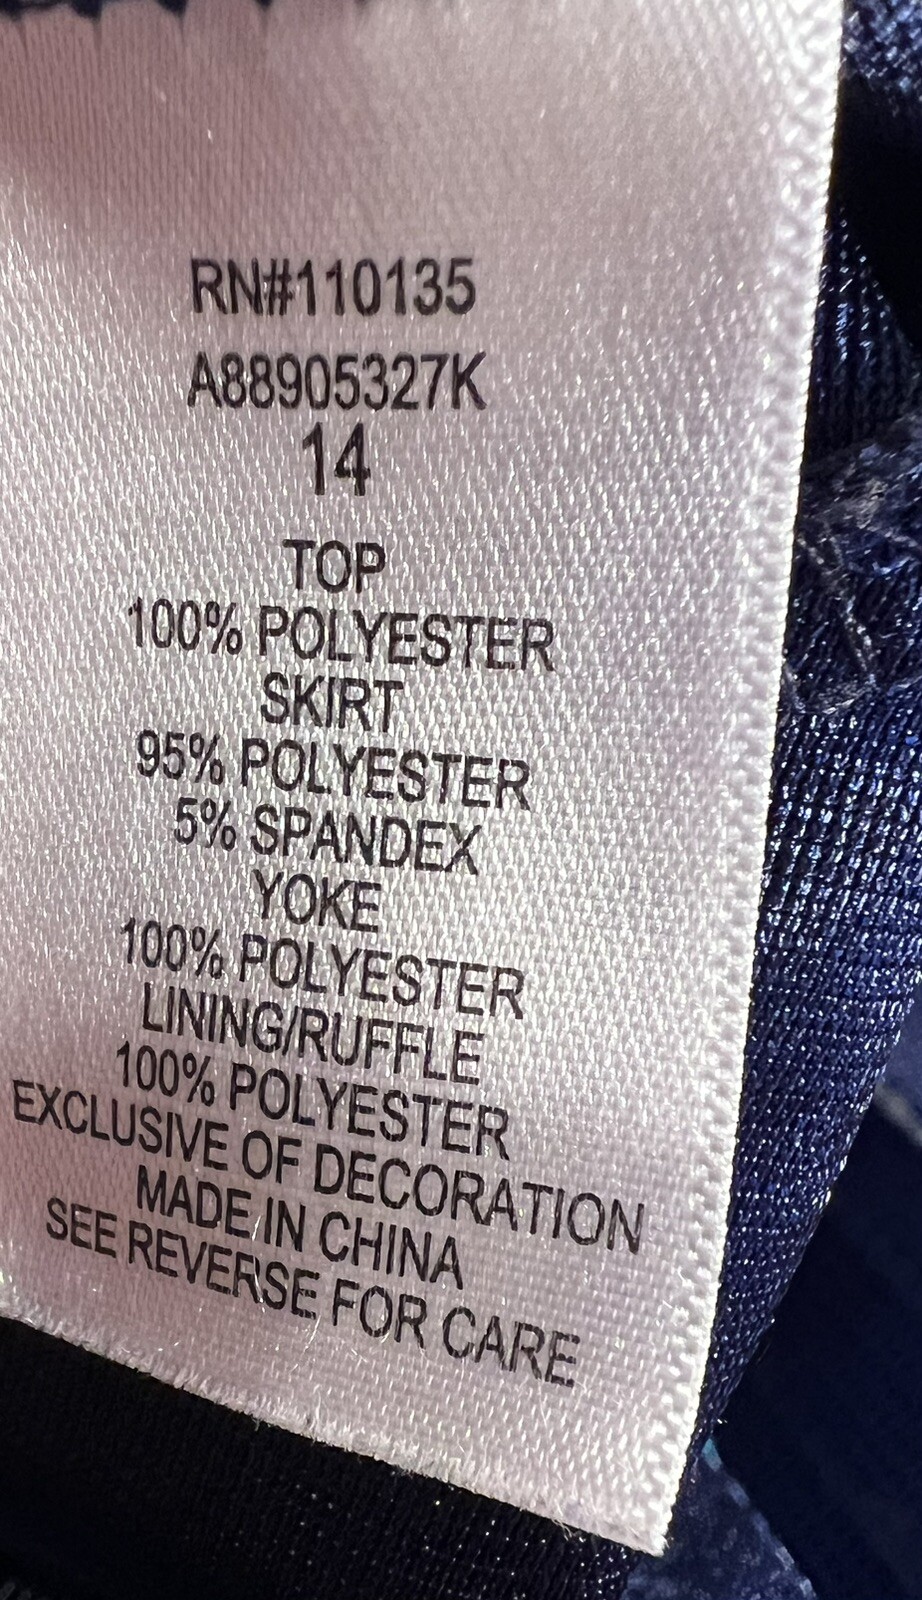 RN#110135
A88905327K
14
TOP
100% POLYESTER
SKIRT
95% POLYESTER
5% SPANDEX
YOKE
100% POLYESTER
LINING/RUFFLE
100% POLYESTER
EXCLUSIVE OF DECORATION
MADE IN CHINA
SEE REVERSE FOR CARE